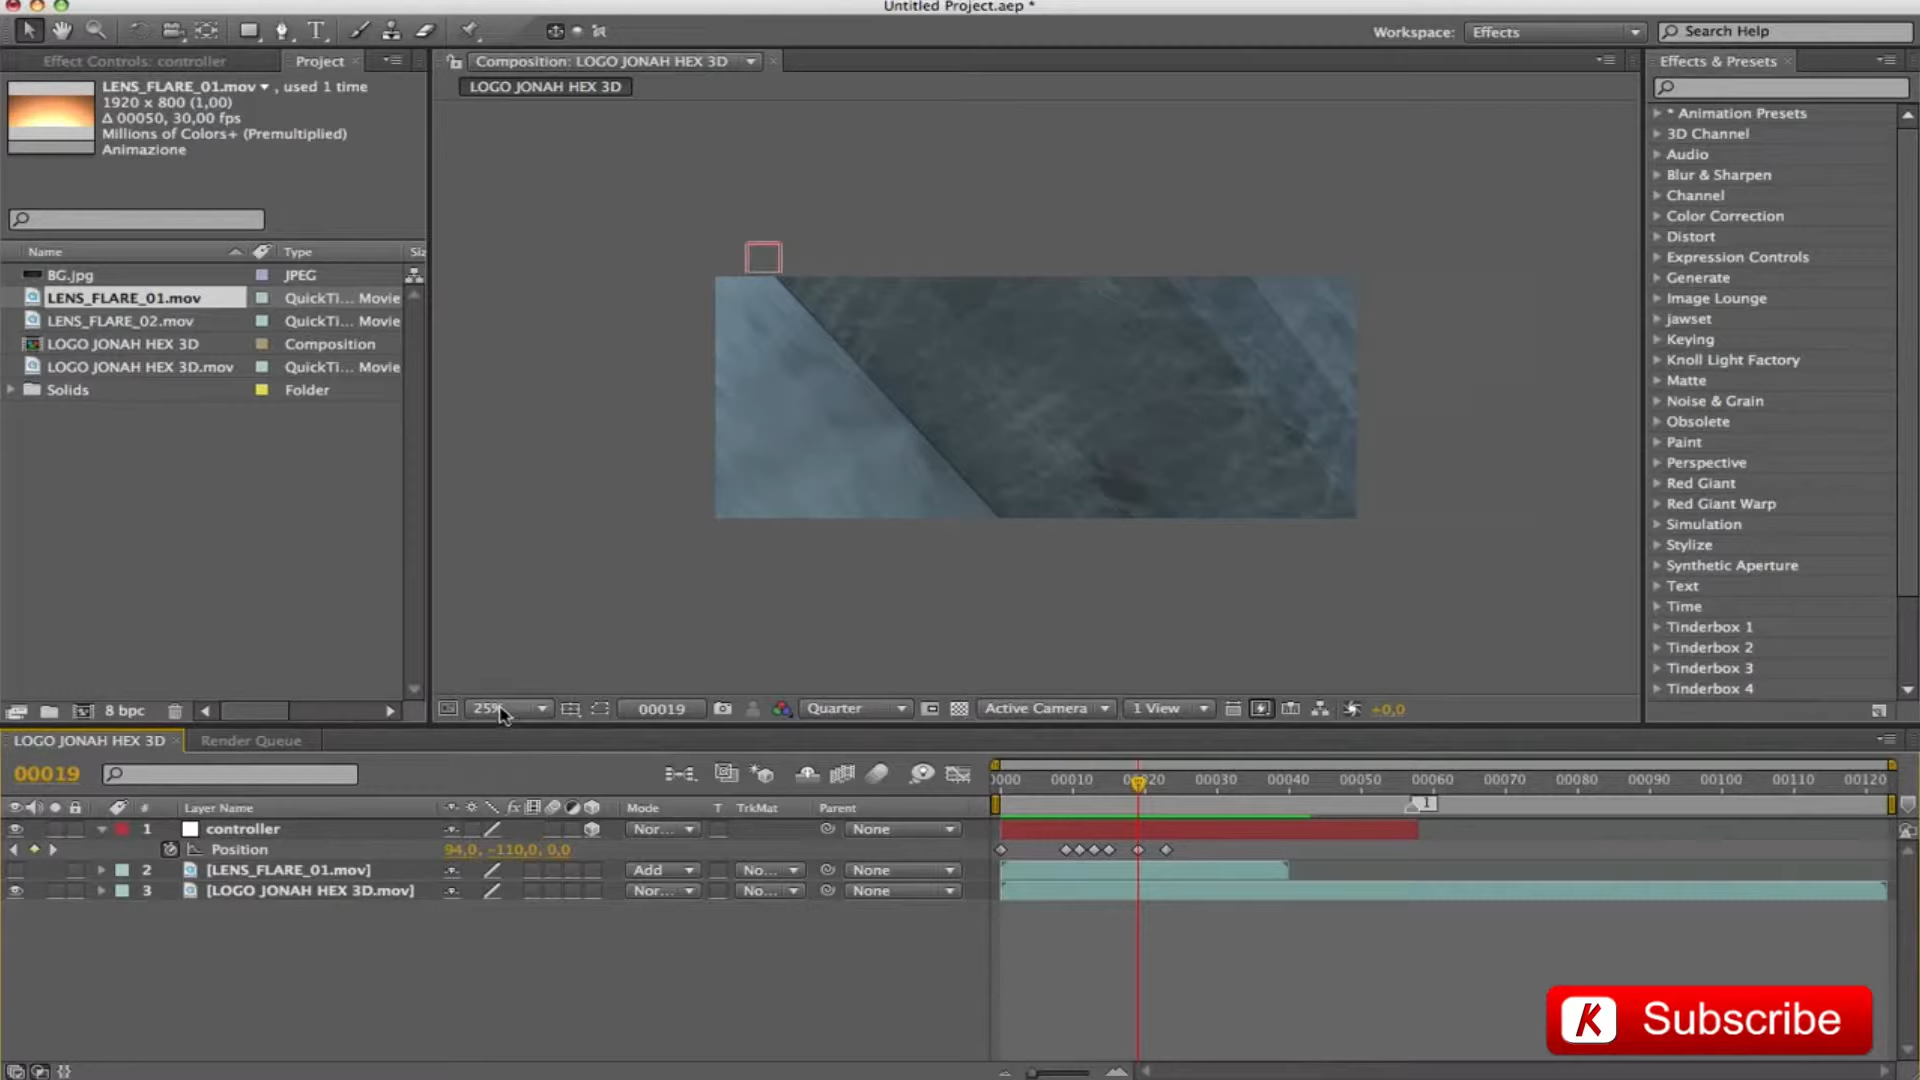 Untitled Project.aep *
Workspace: Effects
Search Help
Effect Controls: controller
Project
Composition: LOGO JONAH HEX 3D
Effects & Presets
LOGO JONAH HEX 3D
LENS_FLARE_01.mov , used 1 time
1920 x 800 (1,00)
Δ 00050, 30,00 fps
Millions of Colors+ (Premultiplied)
Animazione
Name Type Siz
BG.jpg JPEG
LENS_FLARE_01.mov QuickTi... Movie
LENS_FLARE_02.mov QuickTi... Movie
LOGO JONAH HEX 3D Composition
LOGO JONAH HEX 3D.mov QuickTi... Movie
Solids Folder
* Animation Presets
3D Channel
Audio
Blur & Sharpen
Channel
Color Correction
Distort
Expression Controls
Generate
Image Lounge
jawset
Keying
Knoll Light Factory
Matte
Noise & Grain
Obsolete
Paint
Perspective
Red Giant
Red Giant Warp
Simulation
Stylize
Synthetic Aperture
Text
Time
Tinderbox 1
Tinderbox 2
Tinderbox 3
Tinderbox 4
8 bpc
25% 00019 Quarter Active Camera 1 View +0,0
LOGO JONAH HEX 3D
Render Queue
00019
0000 00010 00020 00030 00040 00050 00060 00070 00080 00090 00100 00110 00120
# Layer Name Mode T TrkMat Parent
1
1 controller Nor... None
Position 94,0, -110,0, 0,0
2 [LENS_FLARE_01.mov] Add No... None
3 [LOGO JONAH HEX 3D.mov] Nor... No... None
K Subscribe